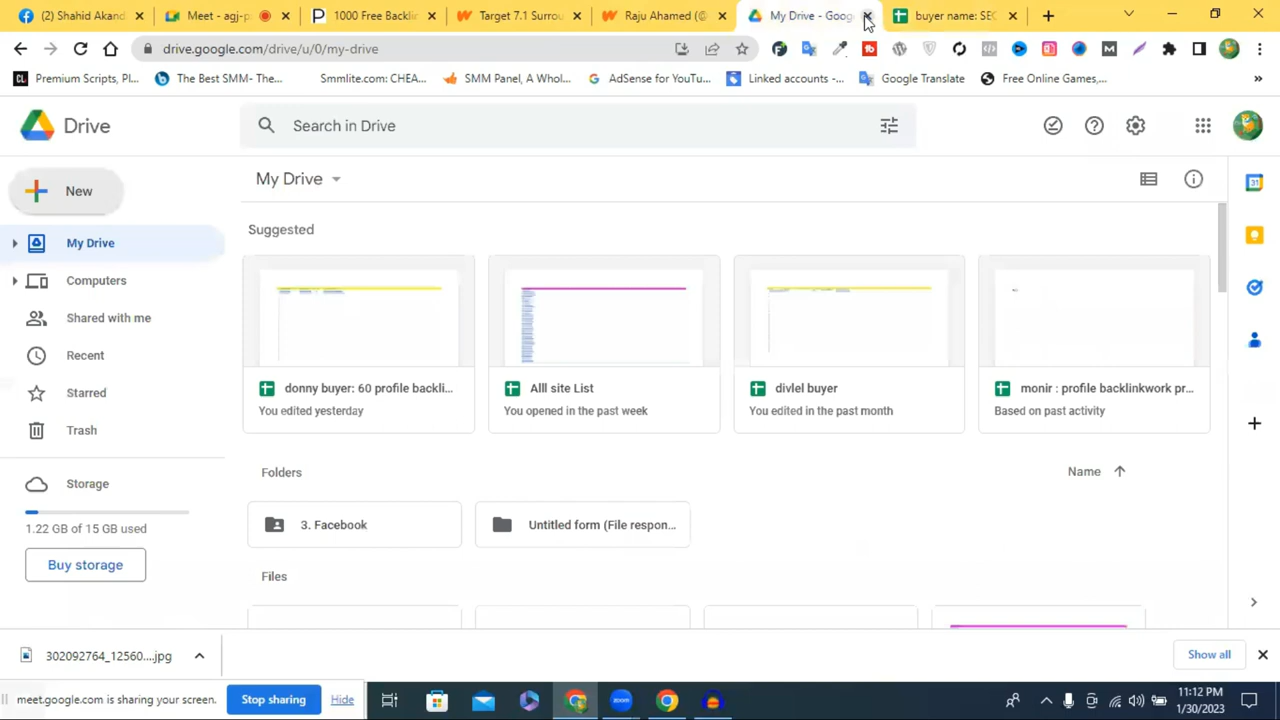 (2) Shahid Akand
Meet - agj-p
1000 Free Backli
Target 7.1 Surrou
Raju Ahamed (@
My Drive - Goog
buyer name: SEC
drive.google.com/drive/u/0/my-drive
Premium Scripts, Pl...
The Best SMM- The...
Smmlite.com: CHEA...
SMM Panel, A Whol...
AdSense for YouTu...
Linked accounts -...
Google Translate
Free Online Games,...
Drive
Search in Drive
New
My Drive
My Drive
Computers
Shared with me
Recent
Starred
Trash
Storage
1.22 GB of 15 GB used
Buy storage
Suggested
donny buyer: 60 profile backli...
You edited yesterday
Alll site List
You opened in the past week
divlel buyer
You edited in the past month
monir : profile backlinkwork pr...
Based on past activity
Folders
Name
3. Facebook
Untitled form (File respon...
Files
302092764_12560....jpg
Show all
meet.google.com is sharing your screen.
Stop sharing
Hide
zoom
11:12 PM
1/30/2023